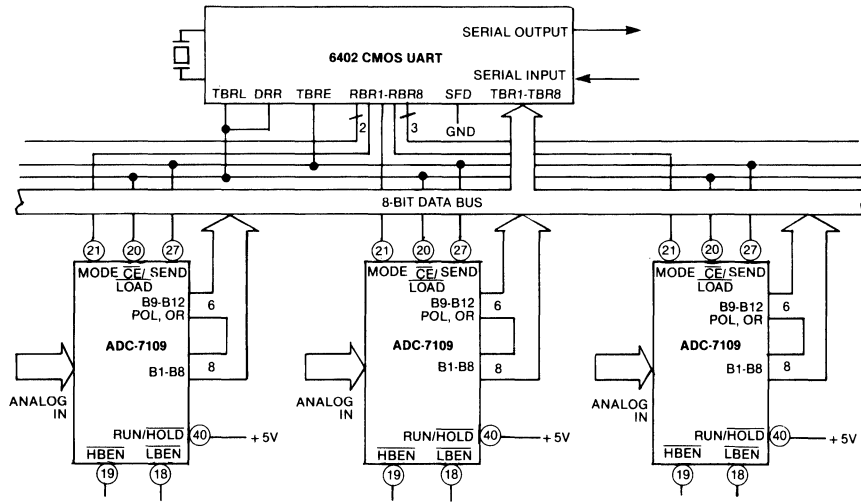 SERIAL OUTPUT
6402 CMOS UART
SERIAL INPUT
TBRL DRR TBRE RBR1-RBR8 SFD TBR1-TBR8
2 3
GND
8-BIT DATA BUS
21 20 27 21 20 27 21 20 27
MODE CE/ SEND
LOAD
B9-B12
POL, OR
6
ADC-7109
B1-B8
8
ANALOG
IN
RUN/HOLD
40
+5V
HBEN LBEN
19 18
MODE CE/ SEND
LOAD
B9-B12
POL, OR
6
ADC-7109
B1-B8
8
ANALOG
IN
RUN/HOLD
40
+5V
HBEN LBEN
19 18
MODE CE/ SEND
LOAD
B9-B12
POL, OR
6
ADC-7109
B1-B8
8
ANALOG
IN
RUN/HOLD
40
+5V
HBEN LBEN
19 18